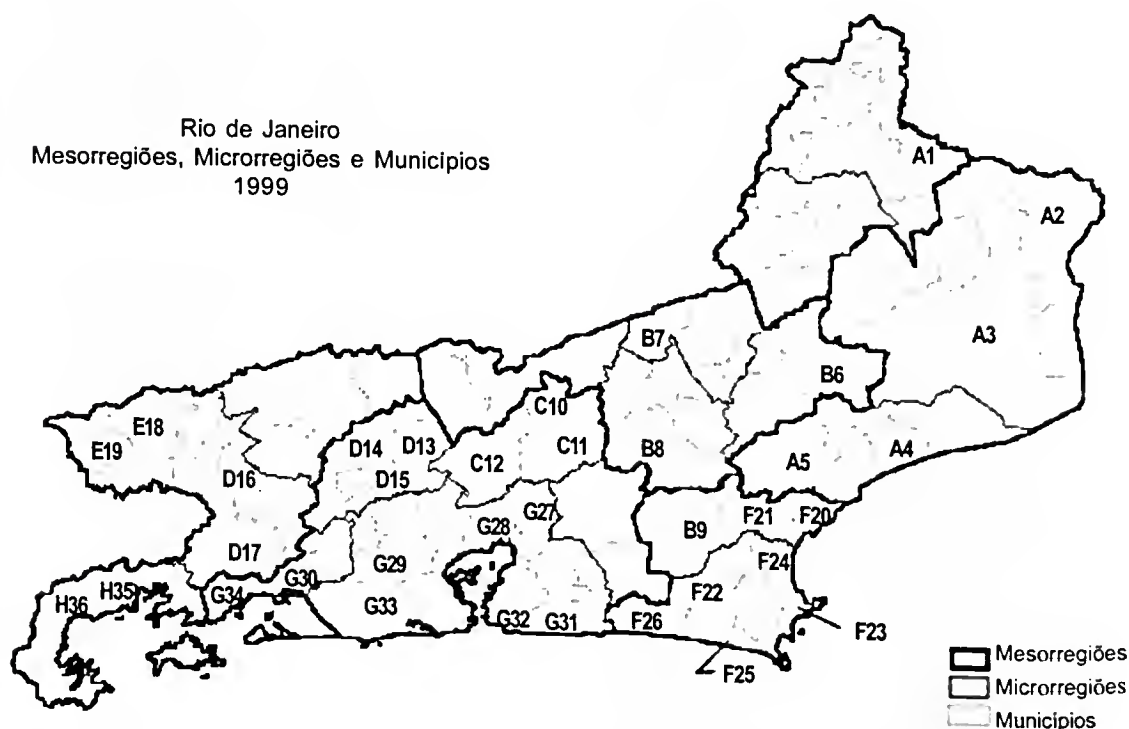 Rio de Janeiro
Mesorregiões, Microrregiões e Municípios
1999
A1
A2
A3
B7
B6
C10
E18
D14
D13
C11
E19
C12
B8
A5
A4
D16
D15
G27
F21
F20
G28
B9
D17
G29
F24
G30
H35
G34
F22
H36
G33
G32
G31
F26
F23
F25
Mesorregiões
Microrregiões
Municípios